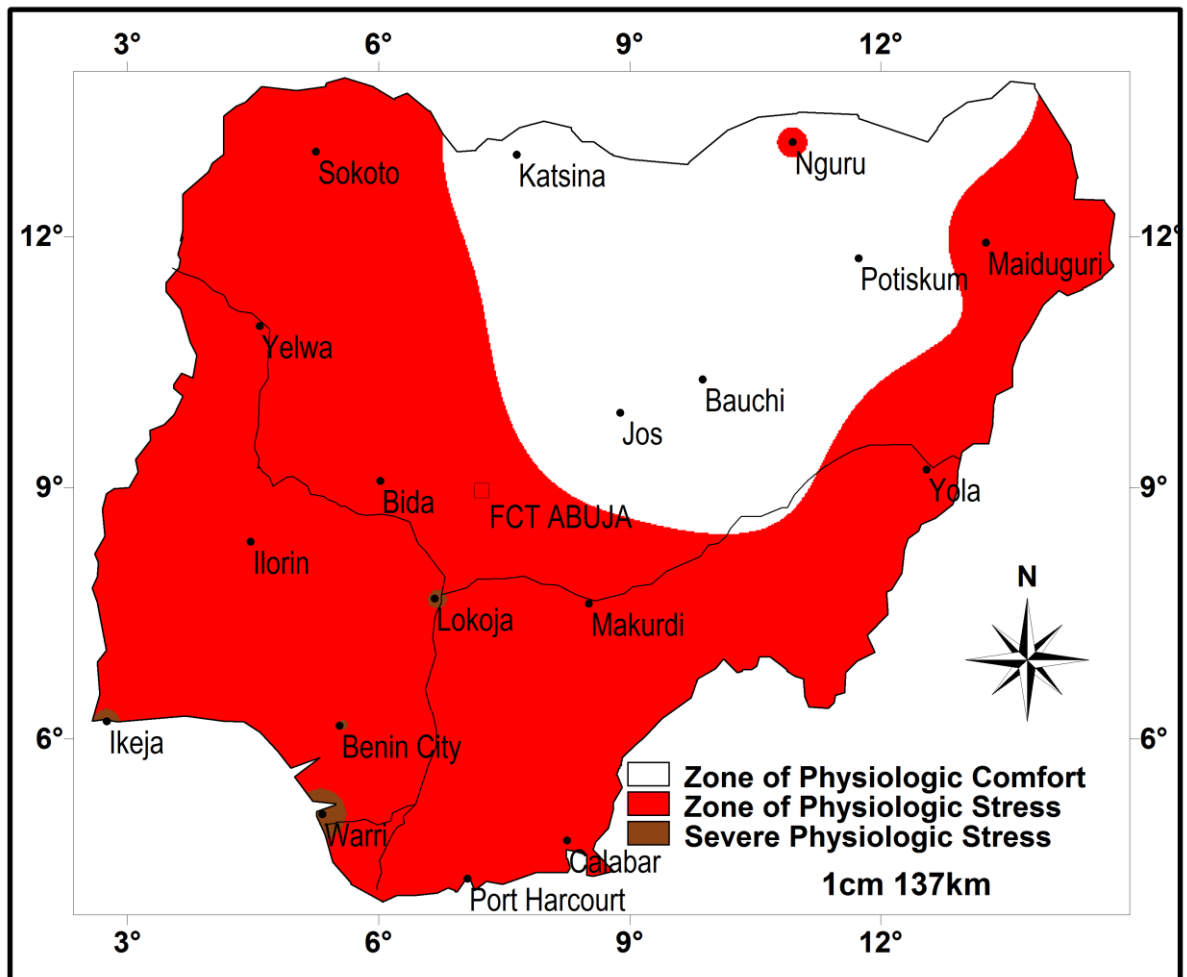 3° 6° 9° 12°
Sokoto
Katsina
Nguru
12° 12°
Potiskum
Maiduguri
Yelwa
Bauchi
Jos
9° 9°
Bida
Yola
FCT ABUJA
Ilorin
N
Lokoja
Makurdi
6° 6°
Ikeja
Benin City
Zone of Physiologic Comfort
Zone of Physiologic Stress
Severe Physiologic Stress
Warri
Calabar
1cm 137km
Port Harcourt
3° 6° 9° 12°